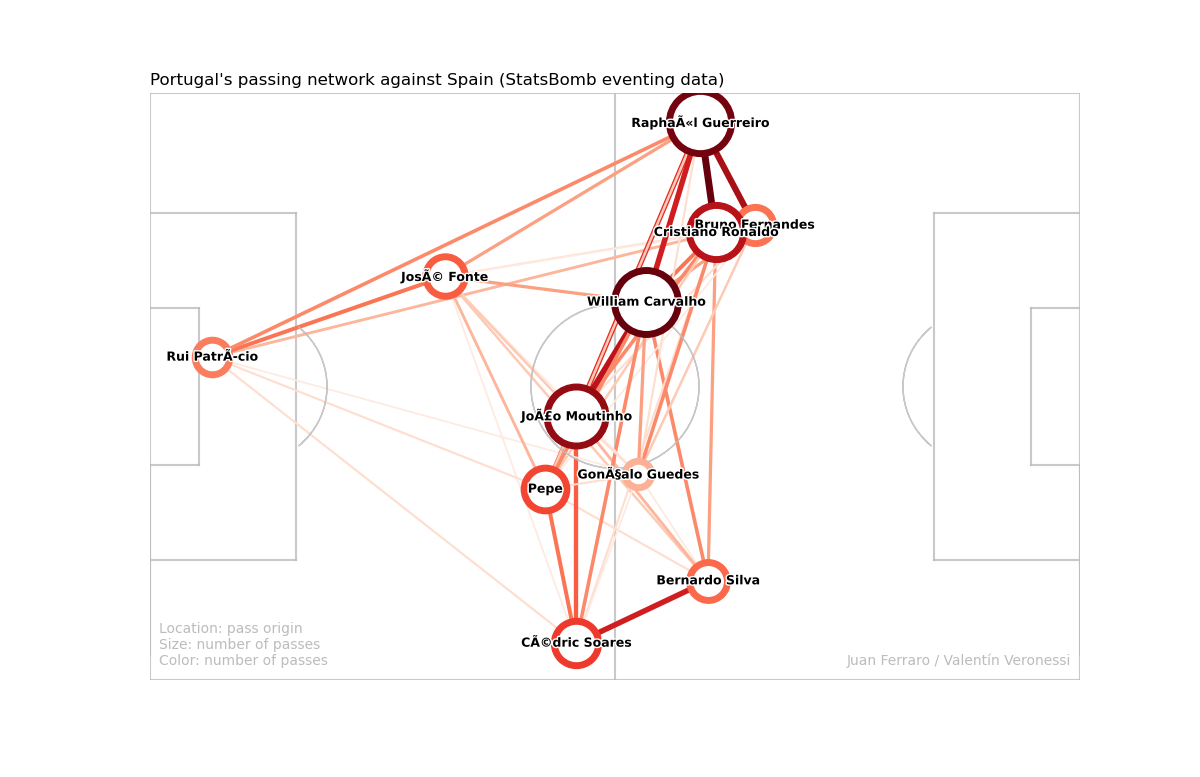 Portugal's passing network against Spain (StatsBomb eventing data)
RaphaÃ«l Guerreiro
Bruno Fernandes
Cristiano Ronaldo
JosÃ© Fonte
William Carvalho
Rui PatrÃ-cio
JoÃ£o Moutinho
GonÃ§alo Guedes
Pepe
Bernardo Silva
CÃ©dric Soares
Location: pass origin
Size: number of passes
Color: number of passes
Juan Ferraro / Valentín Veronessi